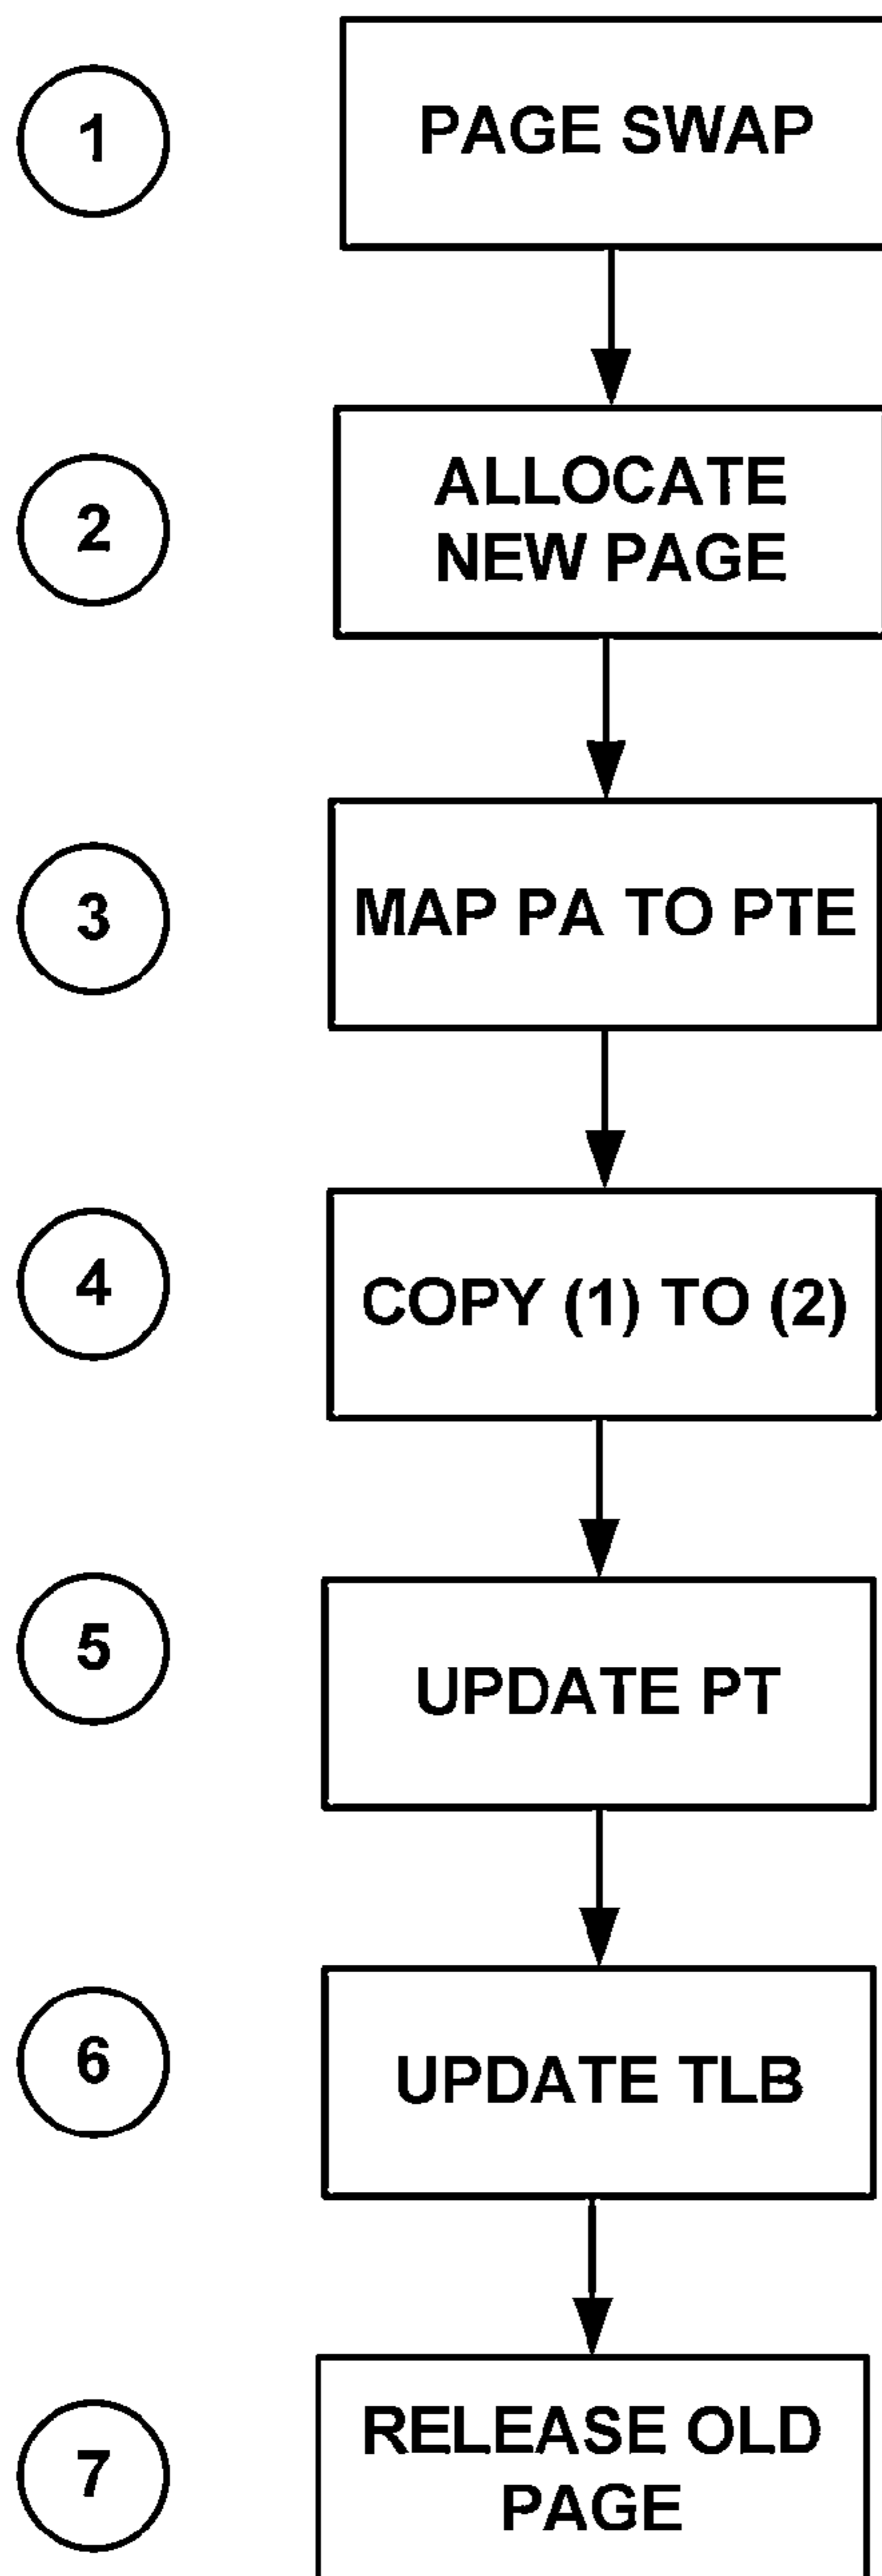 1
PAGE SWAP
2
ALLOCATE
NEW PAGE
3
MAP PA TO PTE
4
COPY (1) TO (2)
5
UPDATE PT
6
UPDATE TLB
7
RELEASE OLD
PAGE